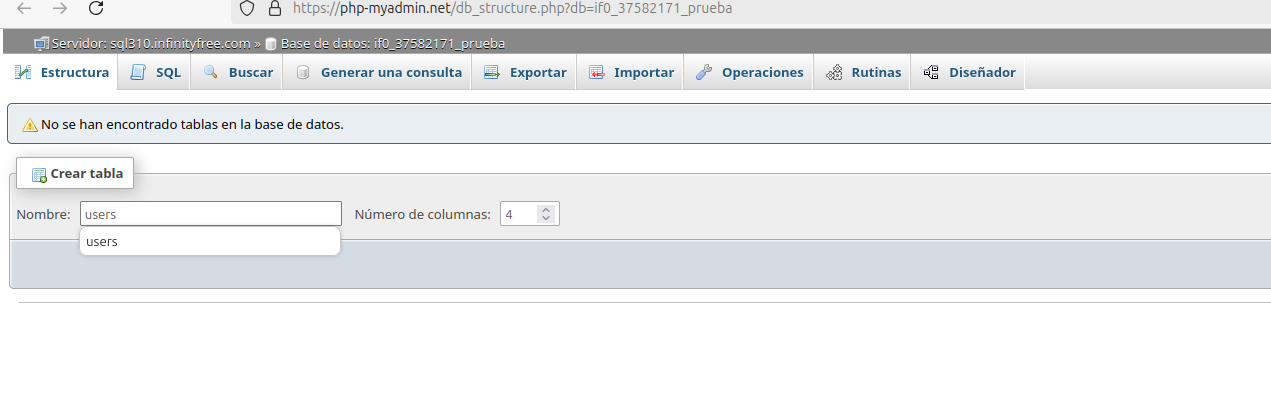 https://php-myadmin.net/db_structure.php?db=if0_37582171_prueba
Servidor: sql310.infinityfree.com » Base de datos: if0_37582171_prueba
Estructura SQL Buscar Generar una consulta Exportar Importar Operaciones Rutinas Diseñador
No se han encontrado tablas en la base de datos.
Crear tabla
Nombre: users Número de columnas: 4
users